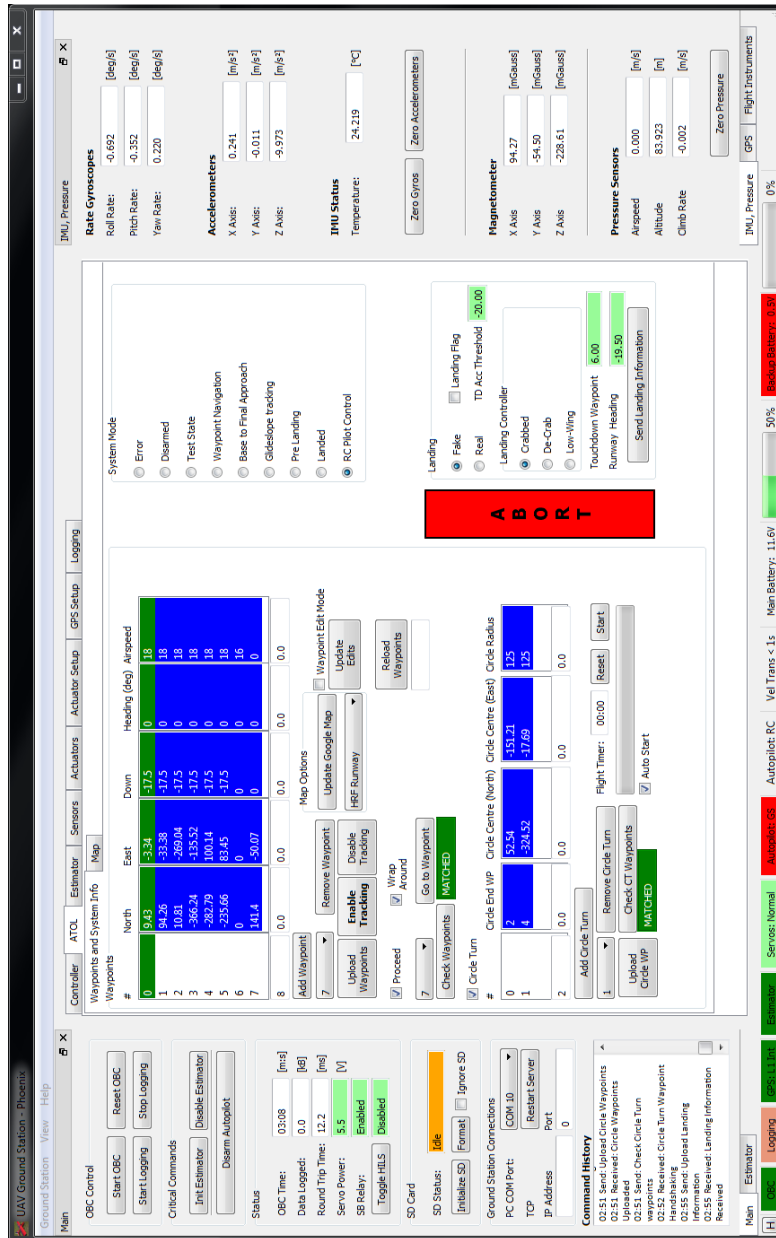 UAV Ground Station - Phoenix
Ground Station View Help
Main
OBC Control
Start OBC Reset OBC
Start Logging Stop Logging
Critical Commands
Init Estimator Disable Estimator
Disarm Autopilot
Status
OBC Time: 03:08 [m:s]
Data Logged: 0.0 [kB]
Round Trip Time: 12.2 [ms]
Servo Power: 5.5 [V]
SB Relay: Enabled
Toggle HILS Disabled
SD Card
SD Status: Idle
Initialize SD Format Ignore SD
Ground Station Connections
PC COM Port: COM 10
TCP Restart Server
IP Address Port
0
Command History
02:51 Send: Upload Circle Waypoints
02:51 Received: Circle Waypoints
Uploaded
02:51 Send: Check Circle Turn
waypoints
02:52 Received: Circle Turn Waypoint
Handshaking
02:55 Send: Upload Landing
Information
02:55 Received: Landing Information
Received
Main Estimator
Controller ATOL Estimator Sensors Actuators Actuator Setup GPS Setup Logging
Waypoints and System Info Map
Waypoints
# North East Down Heading (deg) Airspeed
0 9.43 -3.34 -17.5 0 18
1 94.26 -33.38 -17.5 0 18
2 10.81 -269.04 -17.5 0 18
3 -366.24 -135.52 -17.5 0 18
4 -282.79 100.14 -17.5 0 18
5 -235.66 83.45 -17.5 0 18
6 0 0 0 0 16
7 141.4 -50.07 0 0 0
8 0.0 0.0
Add Waypoint
7 Remove Waypoint
Upload Waypoints Enable Tracking Disable Tracking
Proceed Wrap Around
7 Go to Waypoint
Check Waypoints MATCHED
Map Options
Update Google Map
HRF Runway
Waypoint Edit Mode
Update Edits
Reload Waypoints
Circle Turn
# Circle End WP Circle Centre (North) Circle Centre (East) Circle Radius
0 2 52.54 -151.21 125
1 4 -324.52 -17.69 125
2 0.0 0.0 0.0
Add Circle Turn
1 Remove Circle Turn
Upload Circle WP Check CT Waypoints
MATCHED
Flight Timer: 00:00 Reset Start
Auto Start
System Mode
Error
Disarmed
Test State
Waypoint Navigation
Base to Final Approach
Glideslope tracking
Pre Landing
Landed
RC Pilot Control
ABORT
Landing
Fake Landing Flag
Real TD Acc Threshold -20.00
Landing Controller
Crabbed
De-Crab
Low-Wing
Touchdown Waypoint 6.00
Runway Heading -19.50
Send Landing Information
IMU, Pressure
Rate Gyroscopes
Roll Rate: -0.692 [deg/s]
Pitch Rate: -0.352 [deg/s]
Yaw Rate: 0.220 [deg/s]
Accelerometers
X Axis: 0.241 [m/s²]
Y Axis: -0.011 [m/s²]
Z Axis: -9.973 [m/s²]
IMU Status
Temperature: 24.219 [°C]
Zero Gyros Zero Accelerometers
Magnetometer
X Axis 94.27 [mGauss]
Y Axis -54.50 [mGauss]
Z Axis -228.61 [mGauss]
Pressure Sensors
Airspeed 0.000 [m/s]
Altitude 83.923 [m]
Climb Rate -0.002 [m/s]
Zero Pressure
IMU, Pressure GPS Flight Instruments
H OBC Logging GPS: L1Int Estimator Servos: Normal Autopilot: GS Autopilot: RC Vel Trans < 1s Main Battery: 11.6V 50% Backup Battery: 0.5V 0%